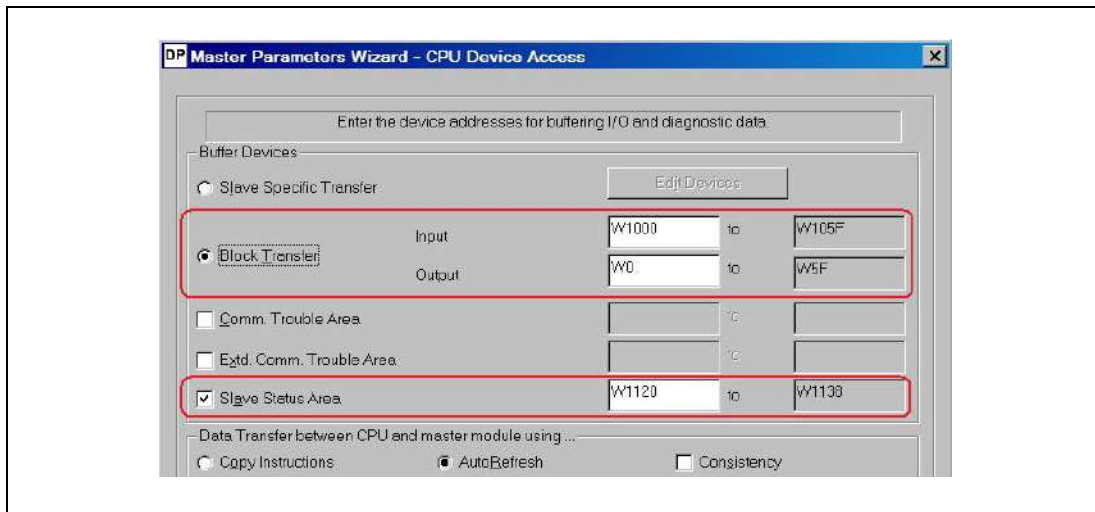 DP Master Parameters Wizard - CPU Device Access
Enter the device addresses for buffering I/O and diagnostic data
Buffer Devices
Slave Specific Transfer Edit Devices
Block Transfer
Input W1000 to W105F
Output W0 to W5F
Comm. Trouble Area
Extd. Comm. Trouble Area
Slave Status Area W1120 to W1138
Data Transfer between CPU and master module using ...
Copy Instructions AutoRefresh Consistency